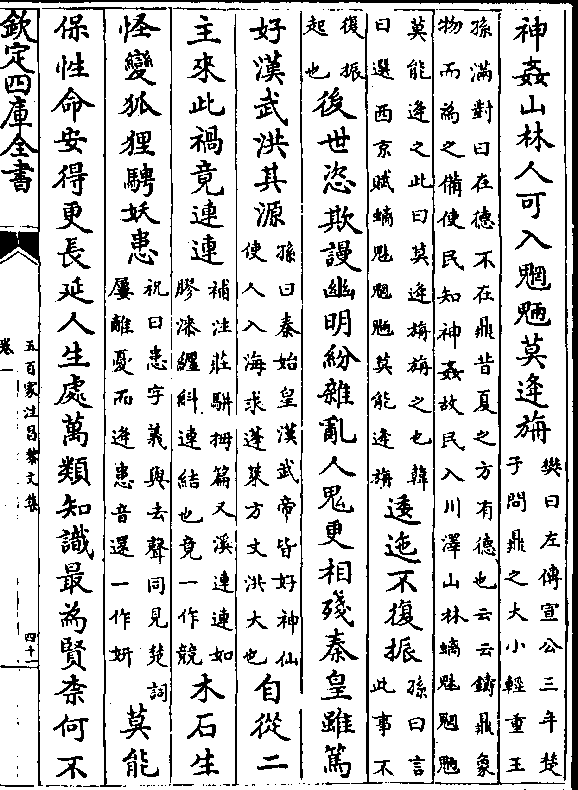 神姦山林人可入魍魎莫逢旃
樊曰左傳宣公三年楚
子問鼎之大小輕重王
孫滿對曰在德不在鼎昔夏之方有德也云云鑄鼎象
物而為之備使民知神姦故民入川澤山林螭魅魍魎
莫能逢之此曰莫逢旃旃之也韓
曰選西京賦螭魅魍魎莫能逢旃
逶迤不復振
孫曰言
此事不
復振
起也
後世恣欺謾幽明紛雜亂人鬼更相殘秦皇雖篤
好漢武洪其源
孫曰秦始皇漢武帝皆好神仙
使人入海求蓬萊方丈洪大也
自從二
主來此禍竟連連
補注莊駢拇篇又溪連連如
膠漆纏糾連結也竟一作競
木石生
怪變狐狸騁妖患
祝曰患字義與去聲同見楚詞
屢離憂而逢患音還一作妍
莫能
保性命安得更長延人生處萬類知識最為賢柰何不
欽定四庫全書
五百家注昌黎文集
卷一
四十二